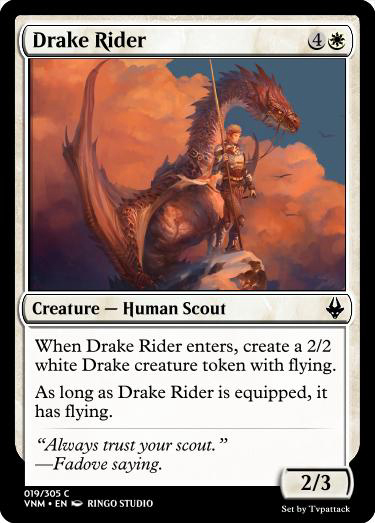 Drake Rider 4
Creature — Human Scout
When Drake Rider enters, create a 2/2
white Drake creature token with flying.
As long as Drake Rider is equipped, it
has flying.
“Always trust your scout.”
—Fadove saying.
2/3
019/305 C
VNM • EN RINGO STUDIO
Set by Tvpattack